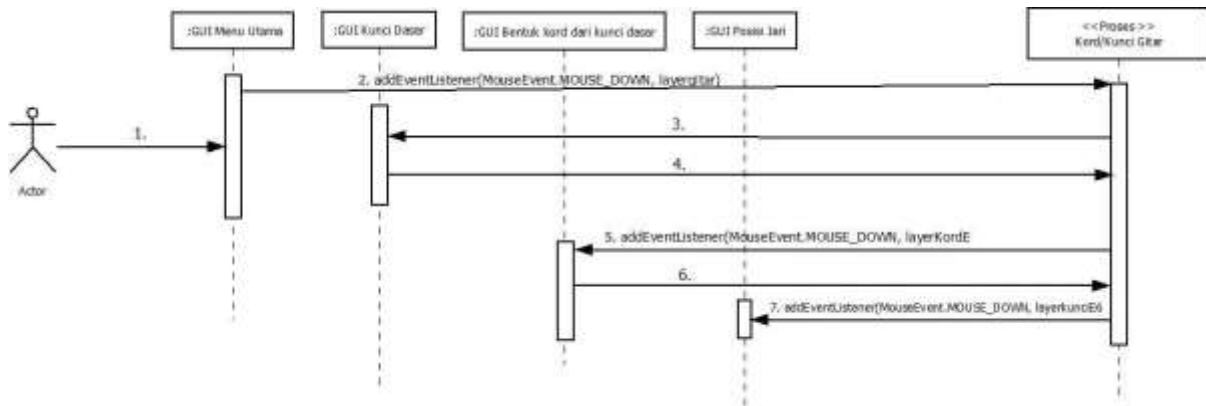 :GUI Menu Utama
:GUI Kunci Dasar
:GUI Bentuk kord dari kunci dasar
:GUI Posisi Jari
<< Proses >>
Kord/Kunci Gitar
2. addEventListener(MouseEvent.MOUSE_DOWN, layergitar)
1.
3.
4.
Actor
5. addEventListener(MouseEvent.MOUSE_DOWN, layerKordE
6.
7. addEventListener(MouseEvent.MOUSE_DOWN, layerkunciE6